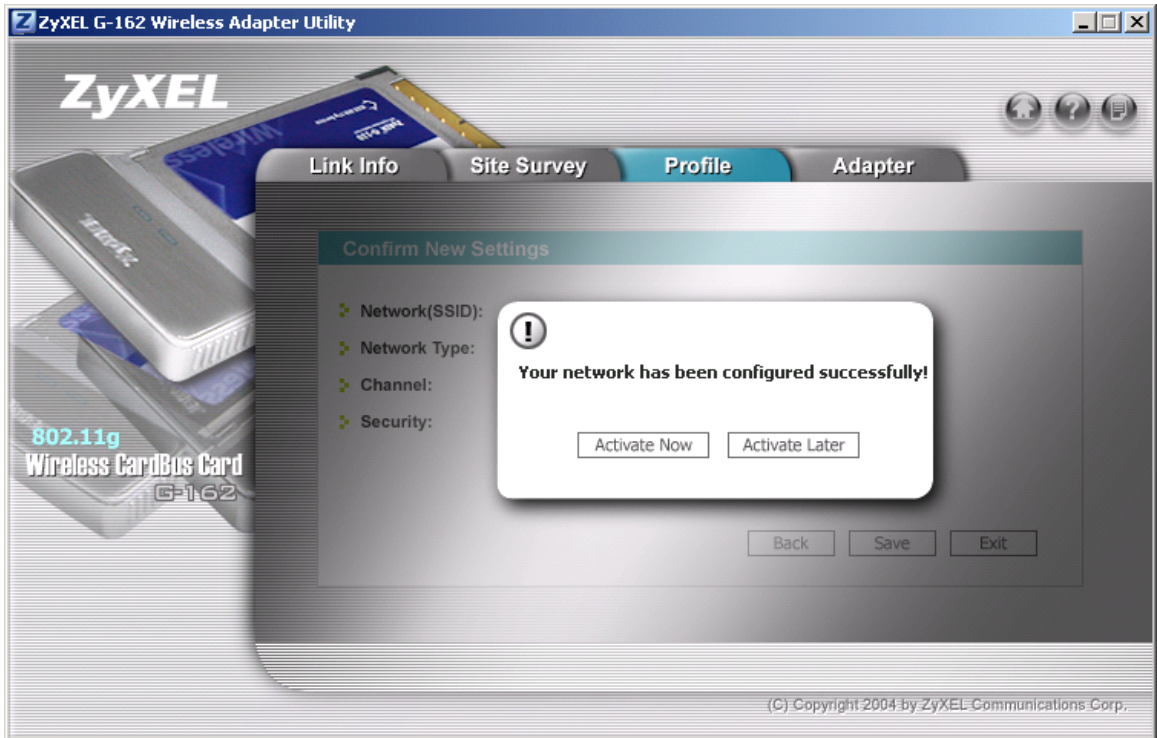 ZyXEL G-162 Wireless Adapter Utility
ZyXEL
Link Info
Site Survey
Profile
Adapter
Wireless
ZyXEL
Confirm New Settings
Network(SSID):
Network Type:
Channel:
Security:
Your network has been configured successfully!
Activate Now
Activate Later
802.11g
Wireless CardBus Card
G-162
Back
Save
Exit
(C) Copyright 2004 by ZyXEL Communications Corp.